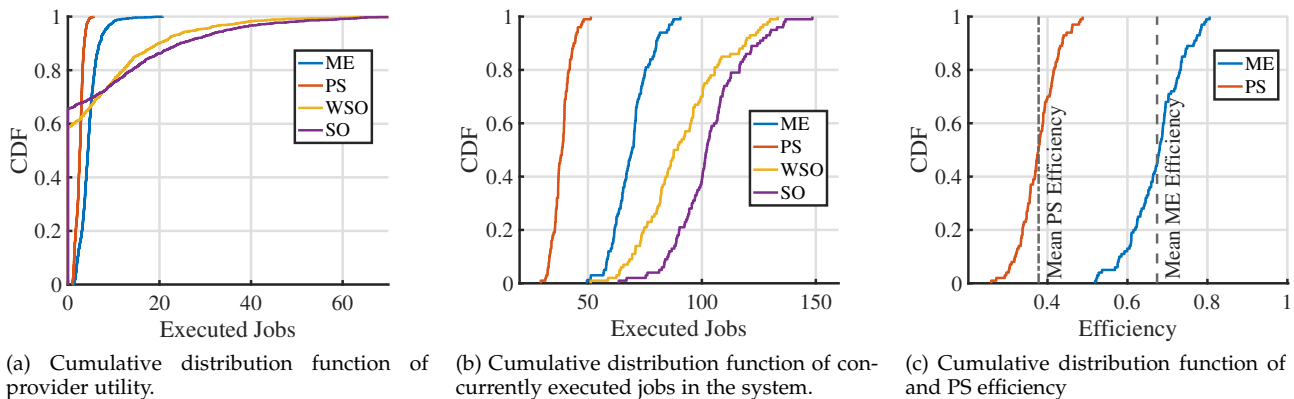 1
0.8
0.6
0.4
0.2
0
CDF
ME
PS
WSO
SO
0 20 40 60
Executed Jobs
(a) Cumulative distribution function of
provider utility.
1
0.8
0.6
0.4
0.2
0
CDF
ME
PS
WSO
SO
50 100 150
Executed Jobs
(b) Cumulative distribution function of con-
currently executed jobs in the system.
1
0.8
0.6
0.4
0.2
0
CDF
ME
PS
Mean PS Efficiency
Mean ME Efficiency
0.4 0.6 0.8 1
Efficiency
(c) Cumulative distribution function of
and PS efficiency